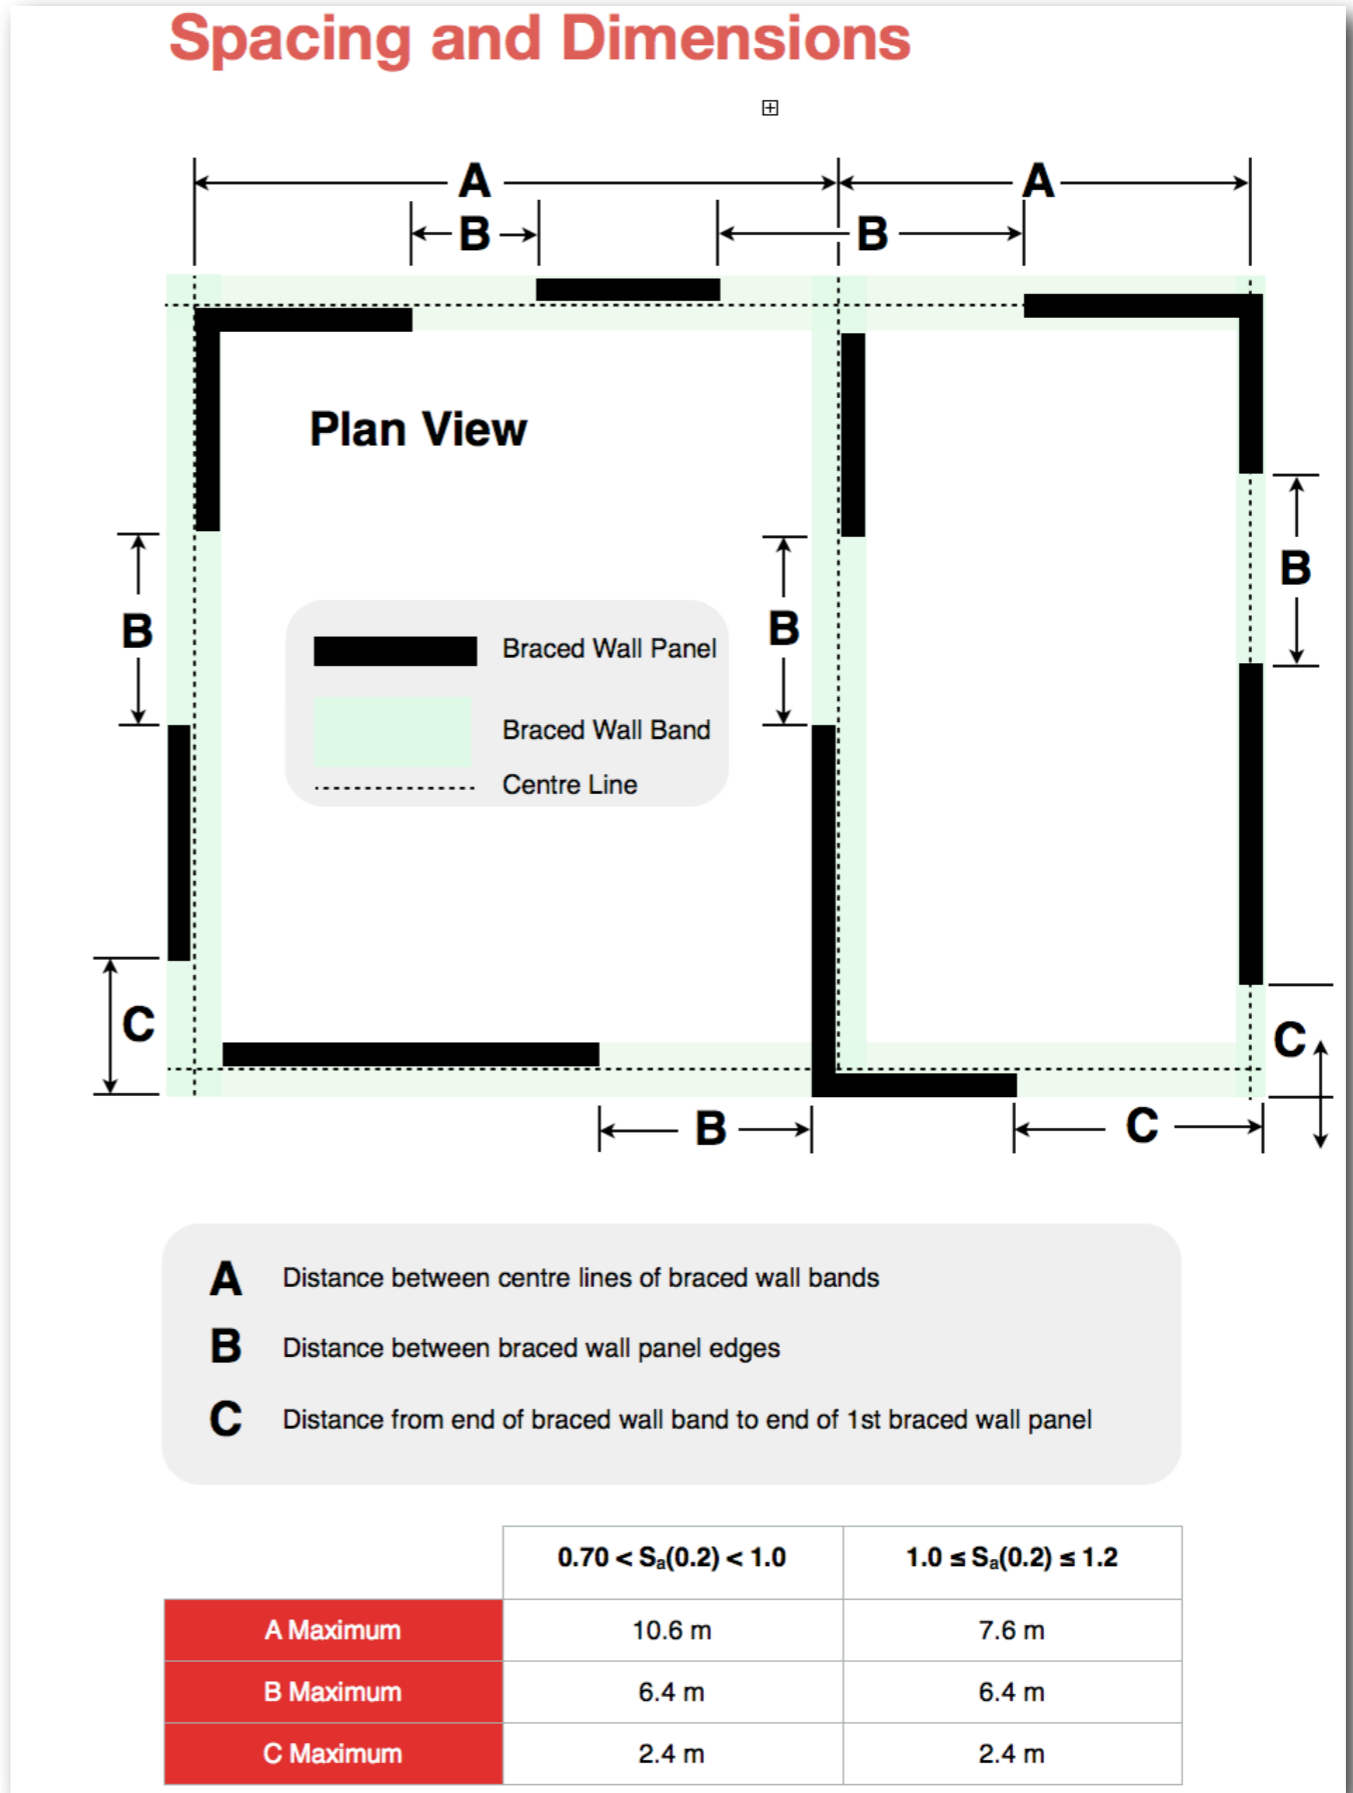 Spacing and Dimensions
A A
B B
Plan View
B
B B
Braced Wall Panel
Braced Wall Band
Centre Line
C
C
B C
A Distance between centre lines of braced wall bands
B Distance between braced wall panel edges
C Distance from end of braced wall band to end of 1st braced wall panel
0.70 < Sa(0.2) < 1.0 1.0 ≤ Sa(0.2) ≤ 1.2
A Maximum 10.6 m 7.6 m
B Maximum 6.4 m 6.4 m
C Maximum 2.4 m 2.4 m